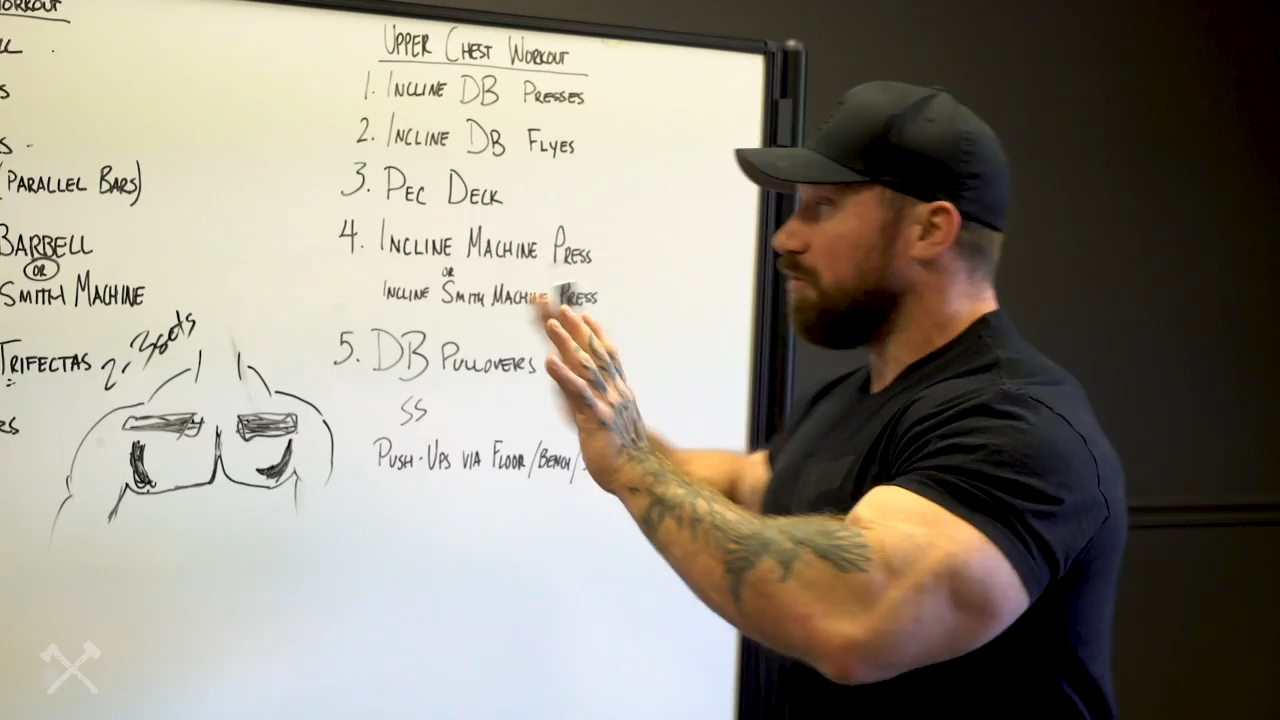 WORKOUT
S
S
(PARALLEL BARS)
BARBELL
OR
SMITH MACHINE
TRIFECTAS
ES
2-3sets
UPPER CHEST WORKOUT
1. INCLINE DB PRESSES
2. INCLINE DB FLYES
3. PEC DECK
4. INCLINE MACHINE PRESS
OR
INCLINE SMITH MACHINE PRESS
5. DB PULLOVERS
SS
PUSH-UPS VIA FLOOR/BENCH/